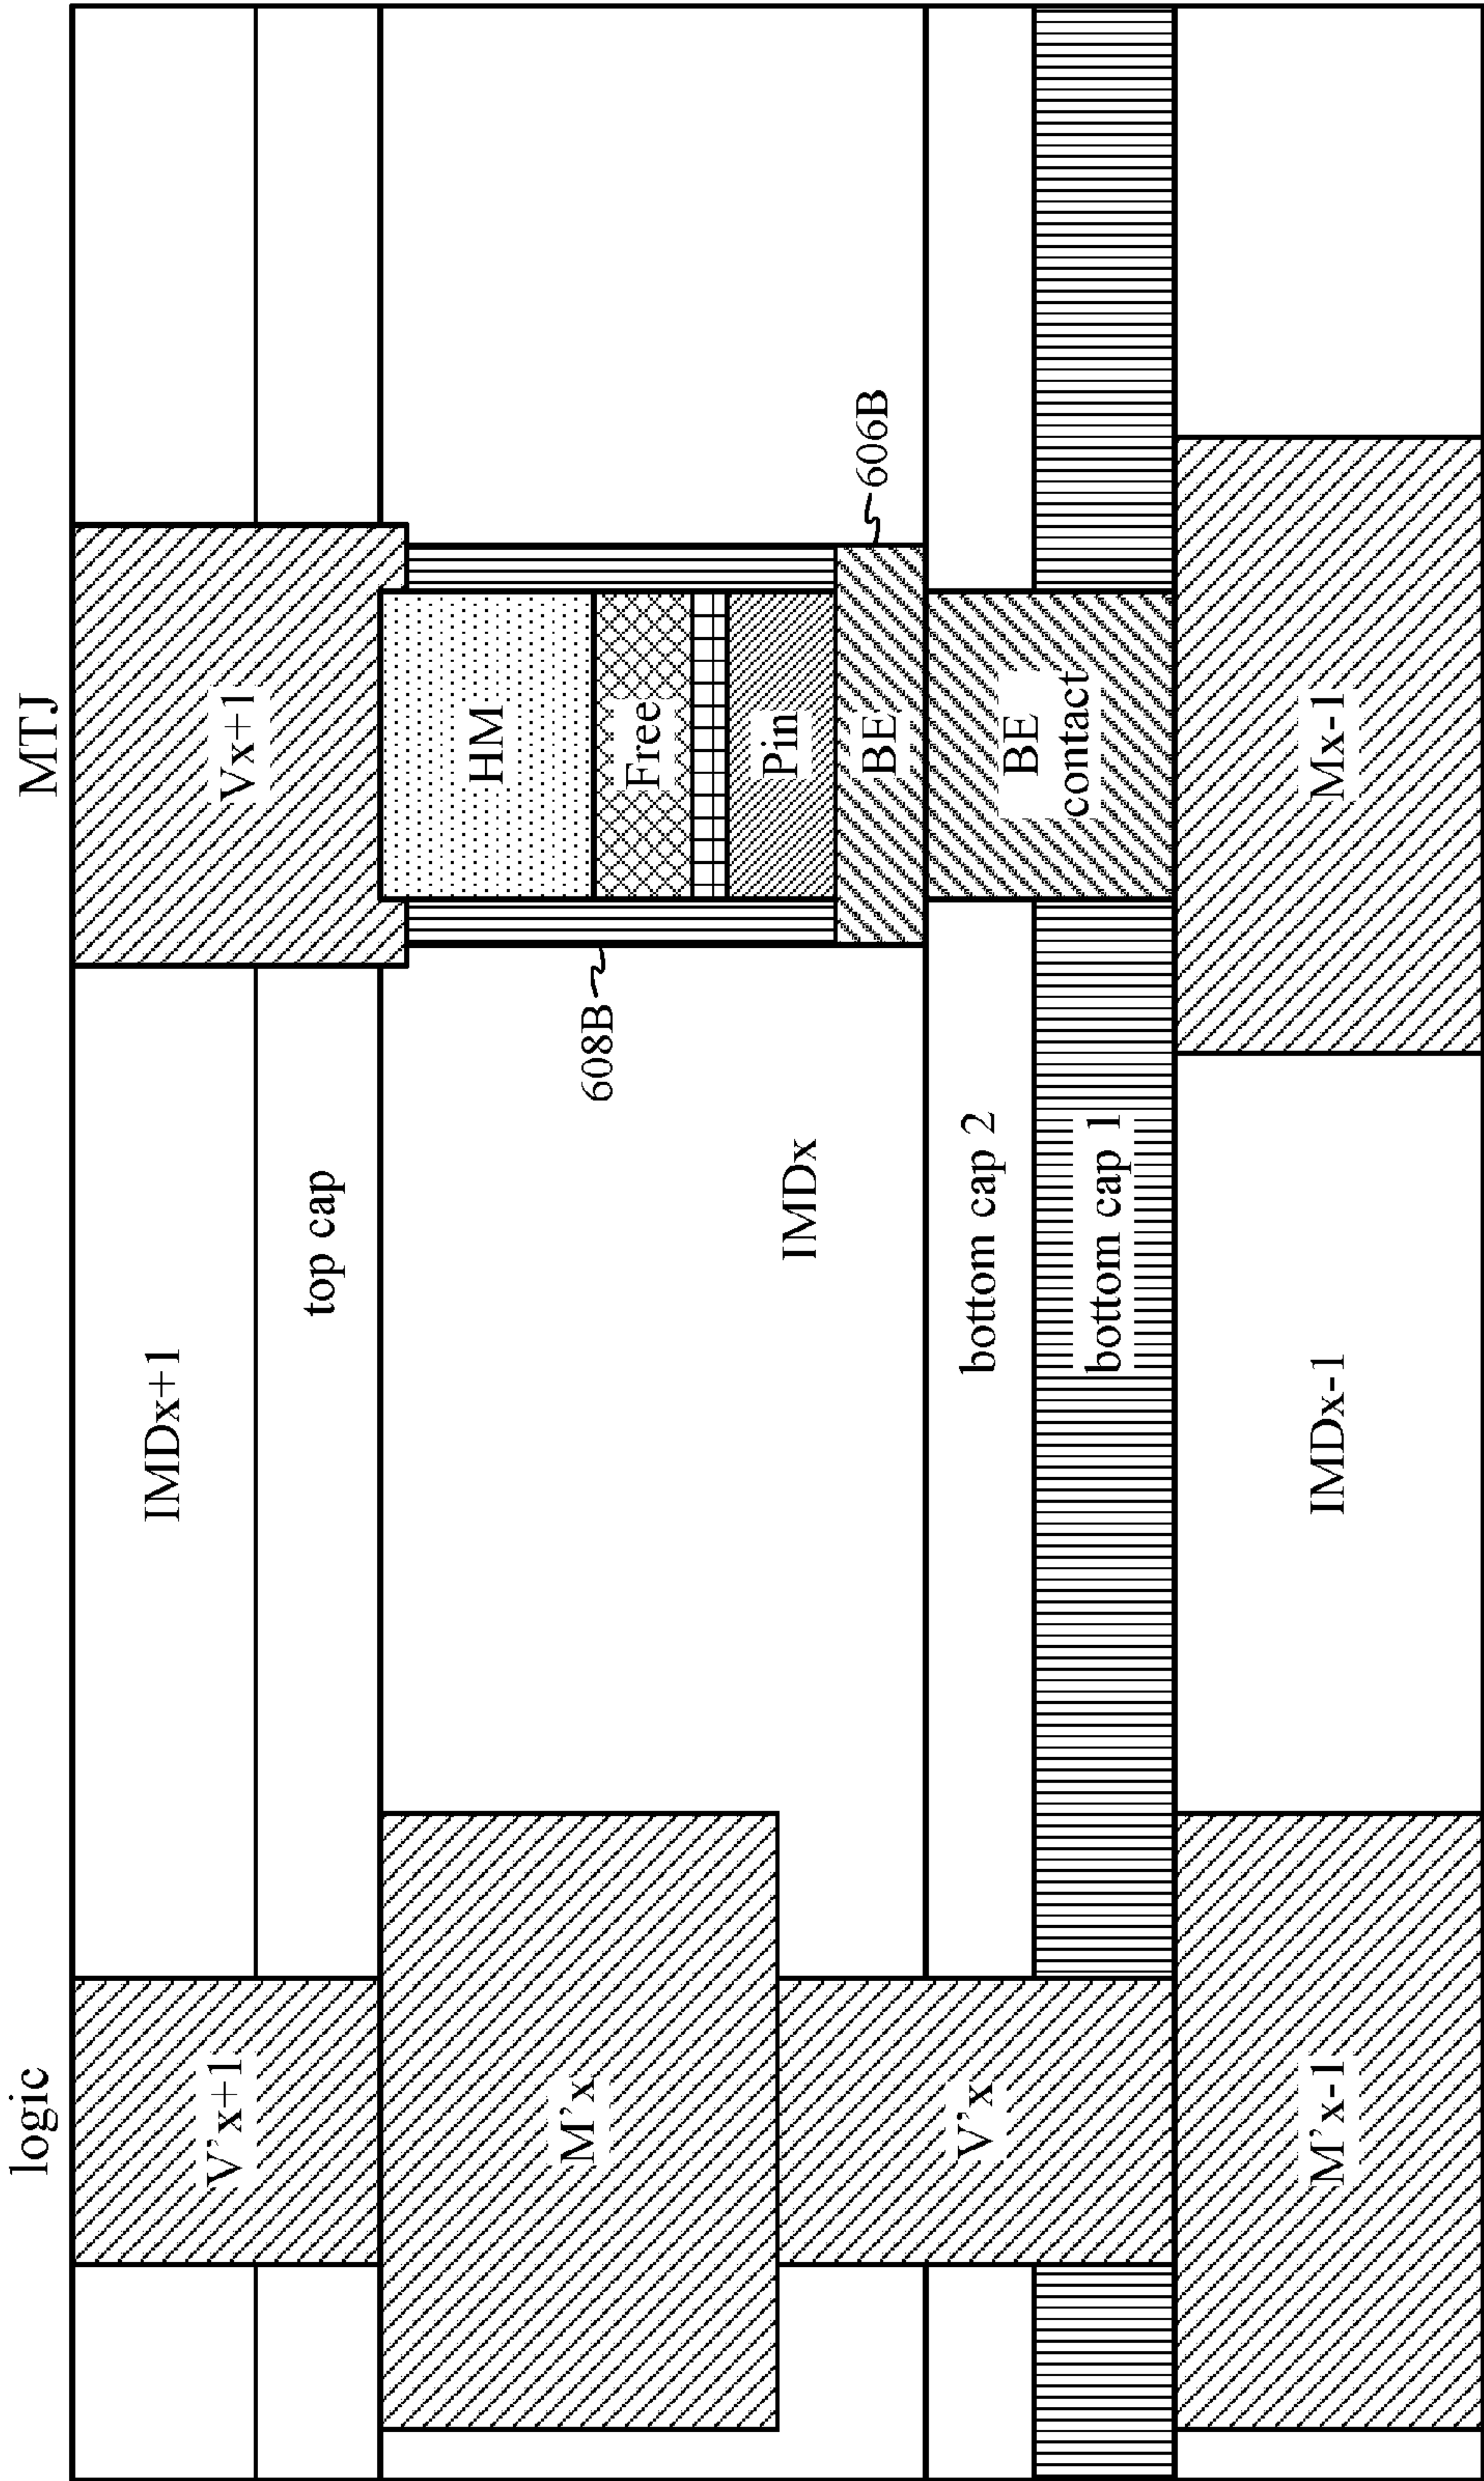 logic
MTJ
V'x+1
IMDx+1
Vx+1
top cap
M'x
HM
608B
Free
IMDx
Pin
BE
606B
V'x
bottom cap 2
bottom cap 1
BE
contact
M'x-1
IMDx-1
Mx-1